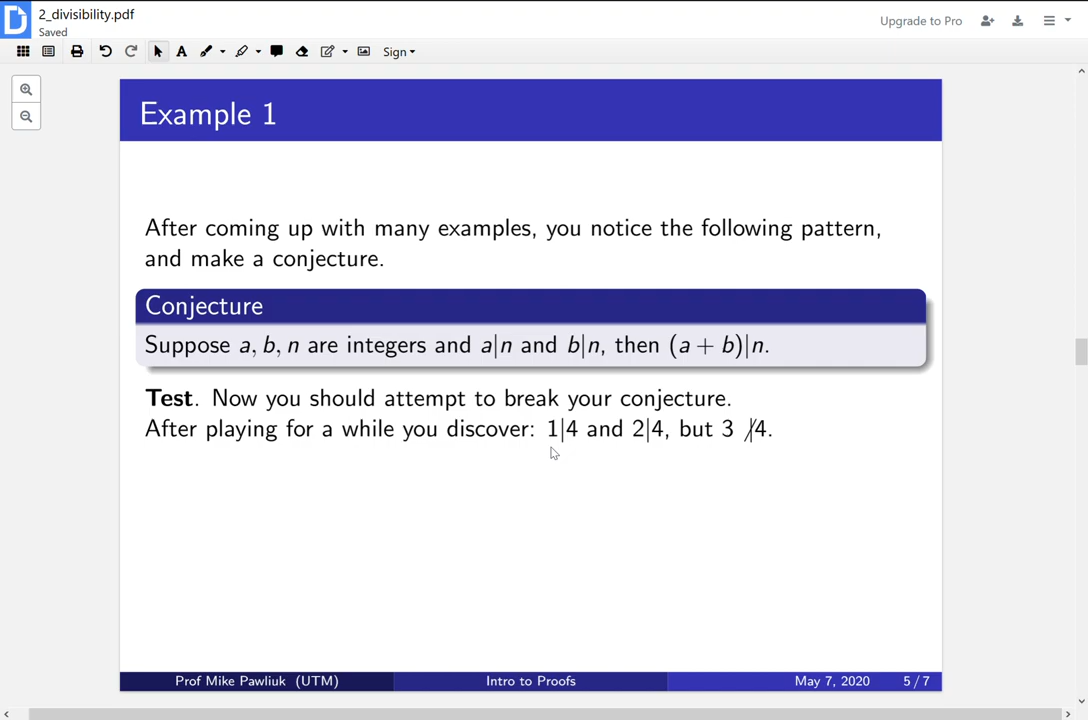 2_divisibility.pdf
Saved
Upgrade to Pro
Sign
Example 1
After coming up with many examples, you notice the following pattern,
and make a conjecture.
Conjecture
Suppose a, b, n are integers and a|n and b|n, then (a + b)|n.
Test. Now you should attempt to break your conjecture.
After playing for a while you discover: 1|4 and 2|4, but 3 ∤4.
Prof Mike Pawliuk (UTM) Intro to Proofs May 7, 2020 5 / 7